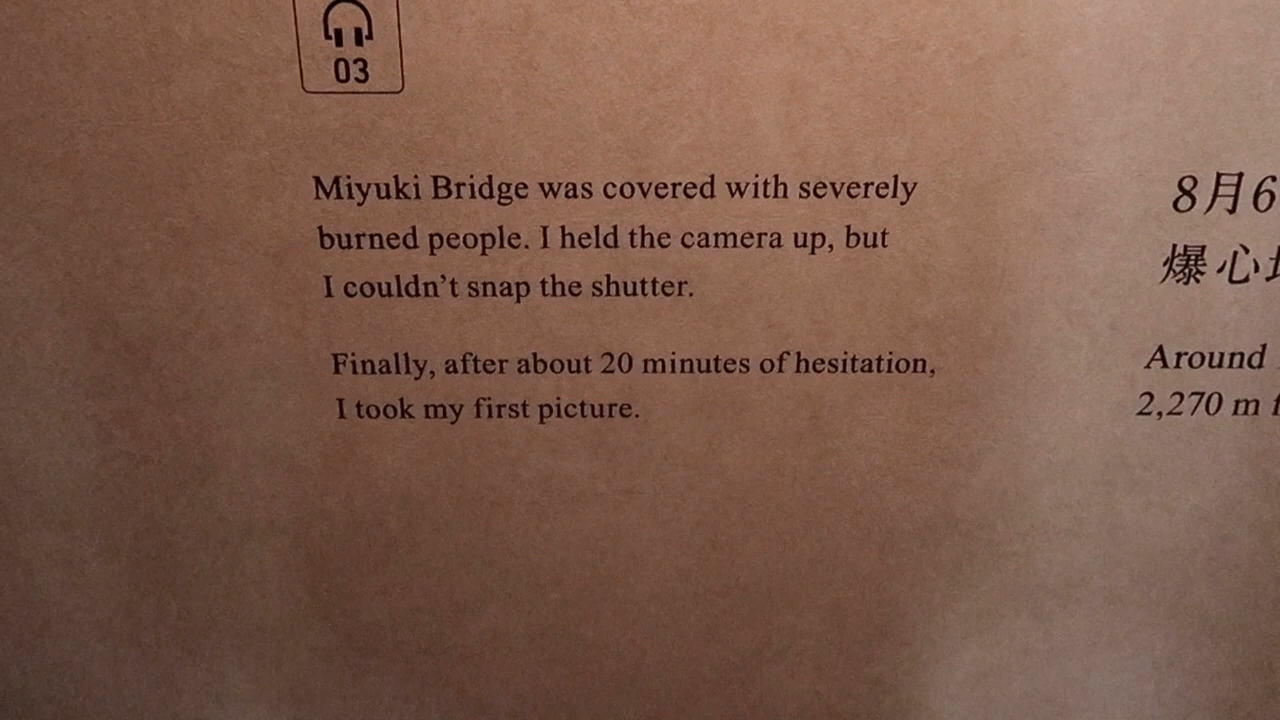 03
Miyuki Bridge was covered with severely
burned people. I held the camera up, but
I couldn't snap the shutter.
Finally, after about 20 minutes of hesitation,
I took my first picture.
8月6
爆心
Around
2,270 m